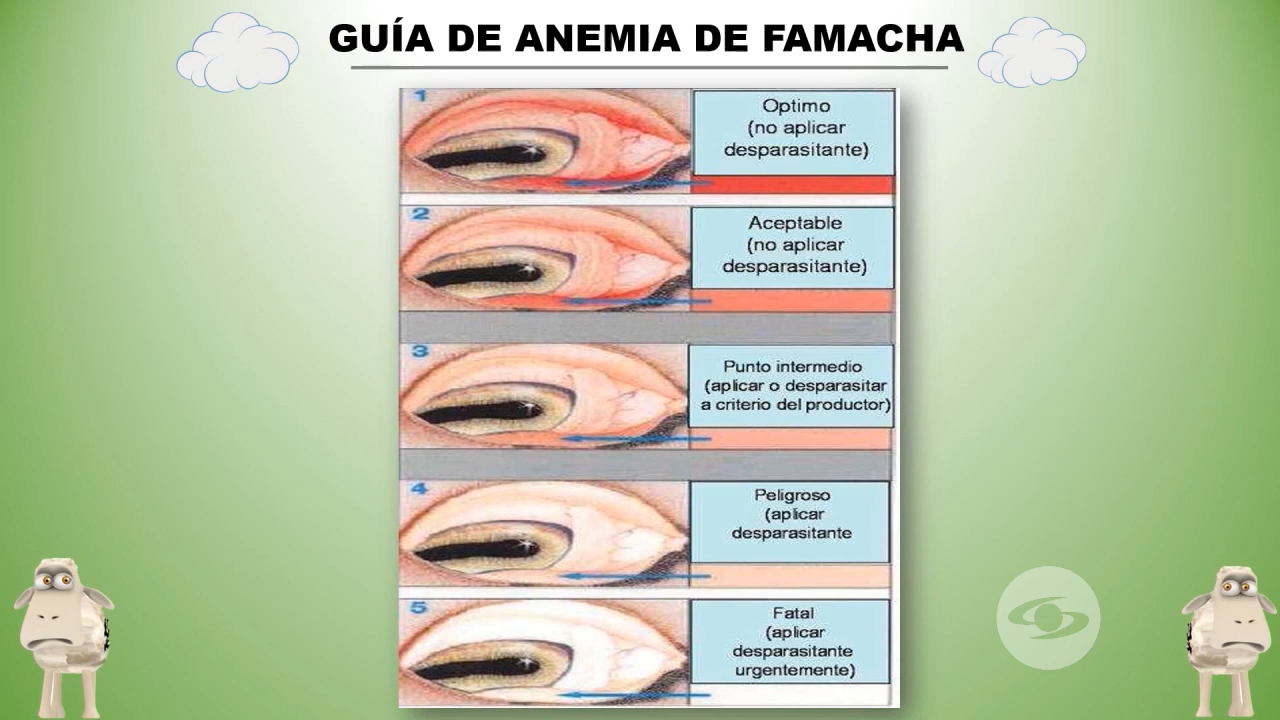 GUÍA DE ANEMIA DE FAMACHA
1
Optimo
(no aplicar
desparasitante)
2
Aceptable
(no aplicar
desparasitante)
3
Punto intermedio
(aplicar o desparasitar
a criterio del productor)
4
Peligroso
(aplicar
desparasitante
5
Fatal
(aplicar
desparasitante
urgentemente)